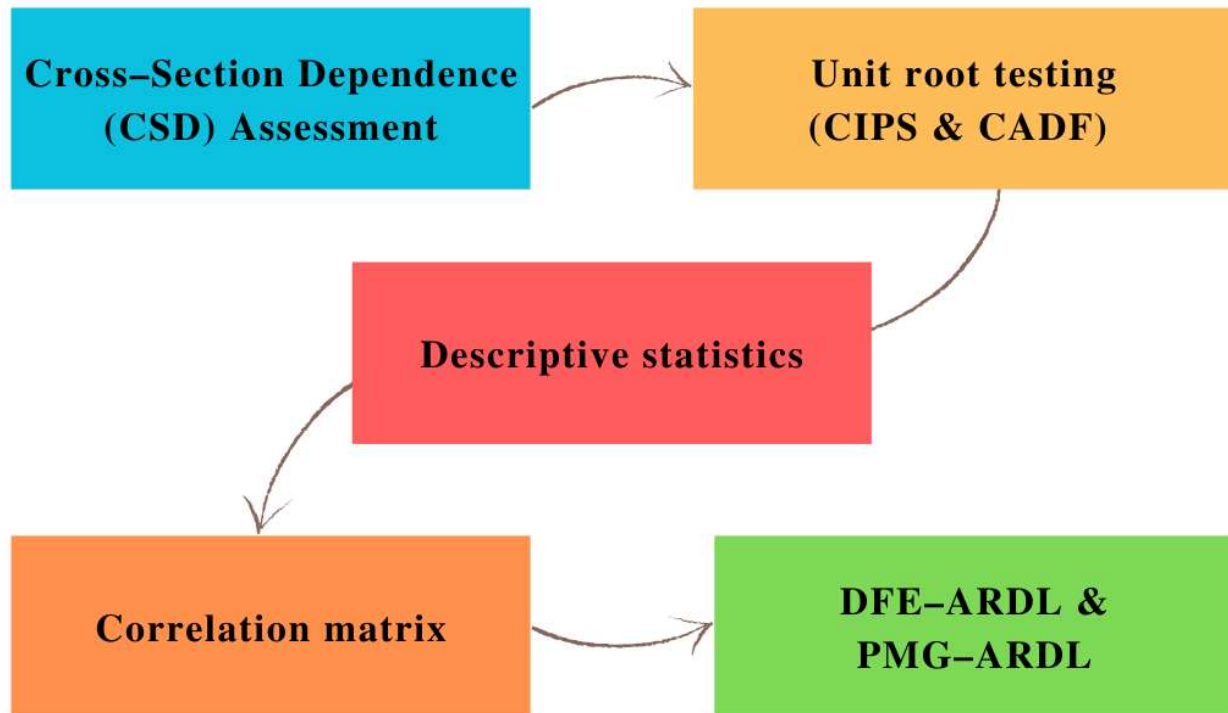 Cross–Section Dependence
(CSD) Assessment
Unit root testing
(CIPS & CADF)
Descriptive statistics
Correlation matrix
DFE–ARDL &
PMG–ARDL